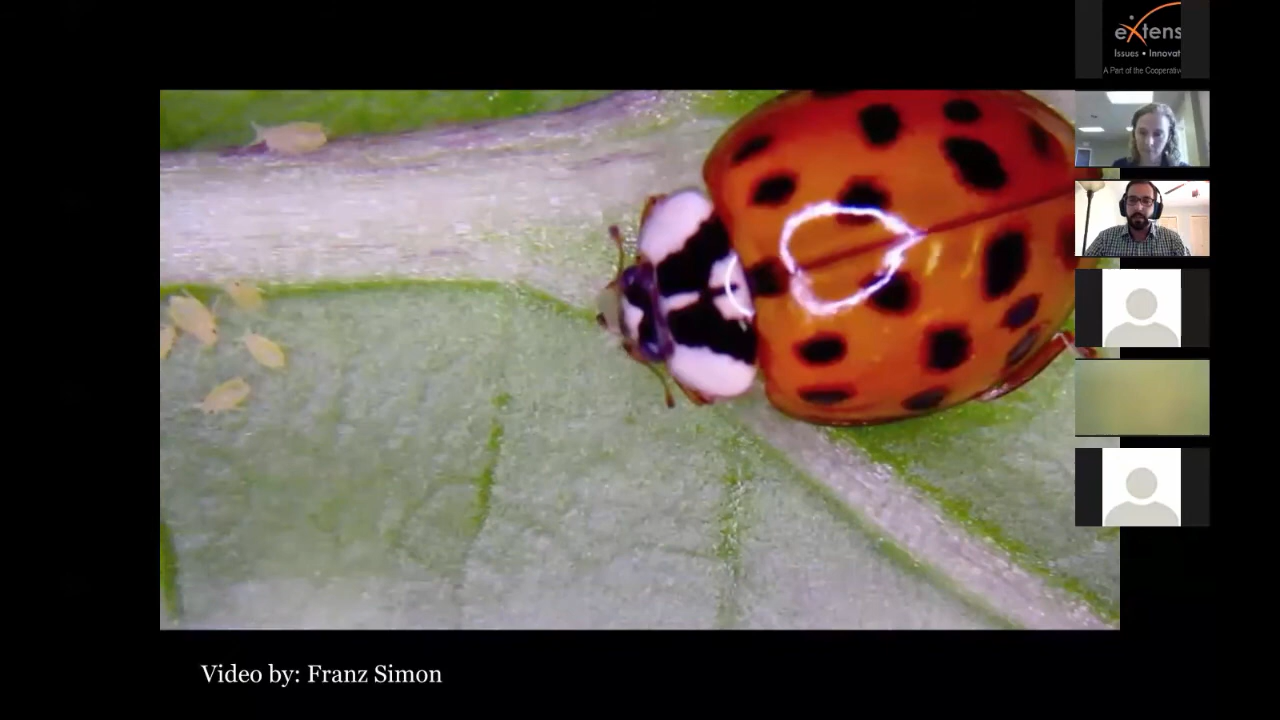 eXtens
Issues • Innovat
A Part of the Cooperativ
Video by: Franz Simon